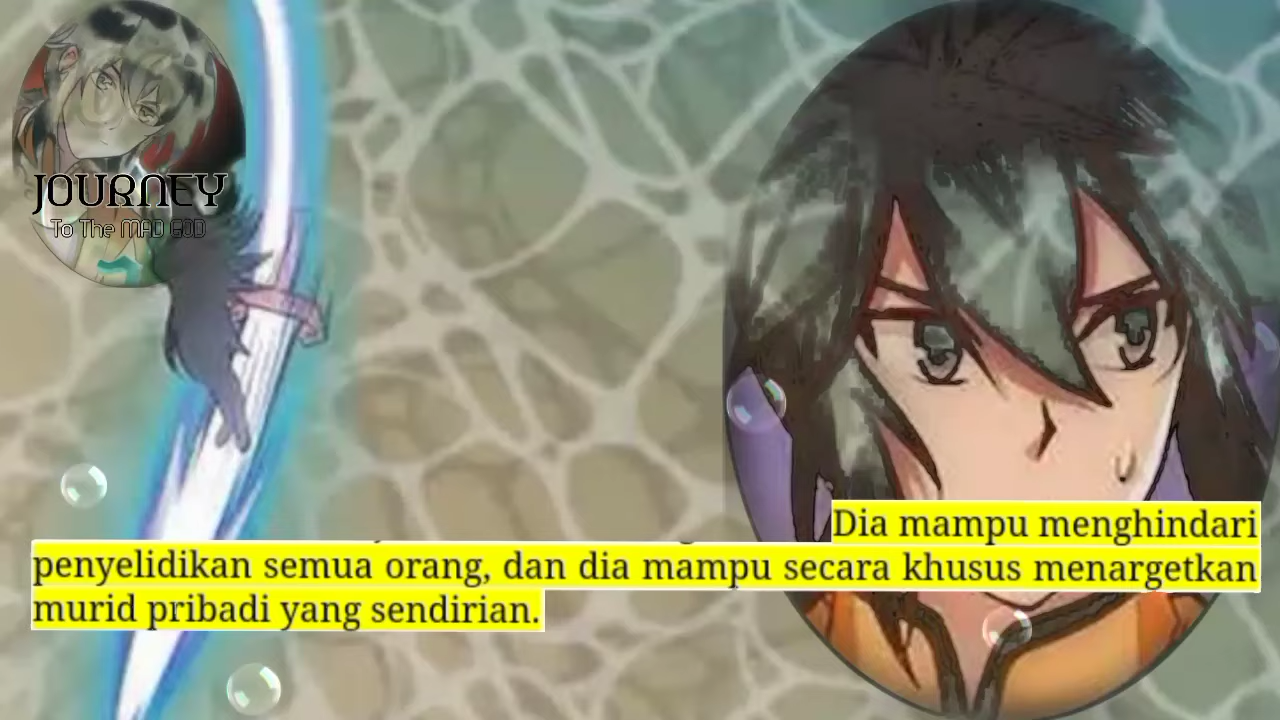 JOURNEY
To The MAD GOD
Dia mampu menghindari
penyelidikan semua orang, dan dia mampu secara khusus menargetkan
murid pribadi yang sendirian.